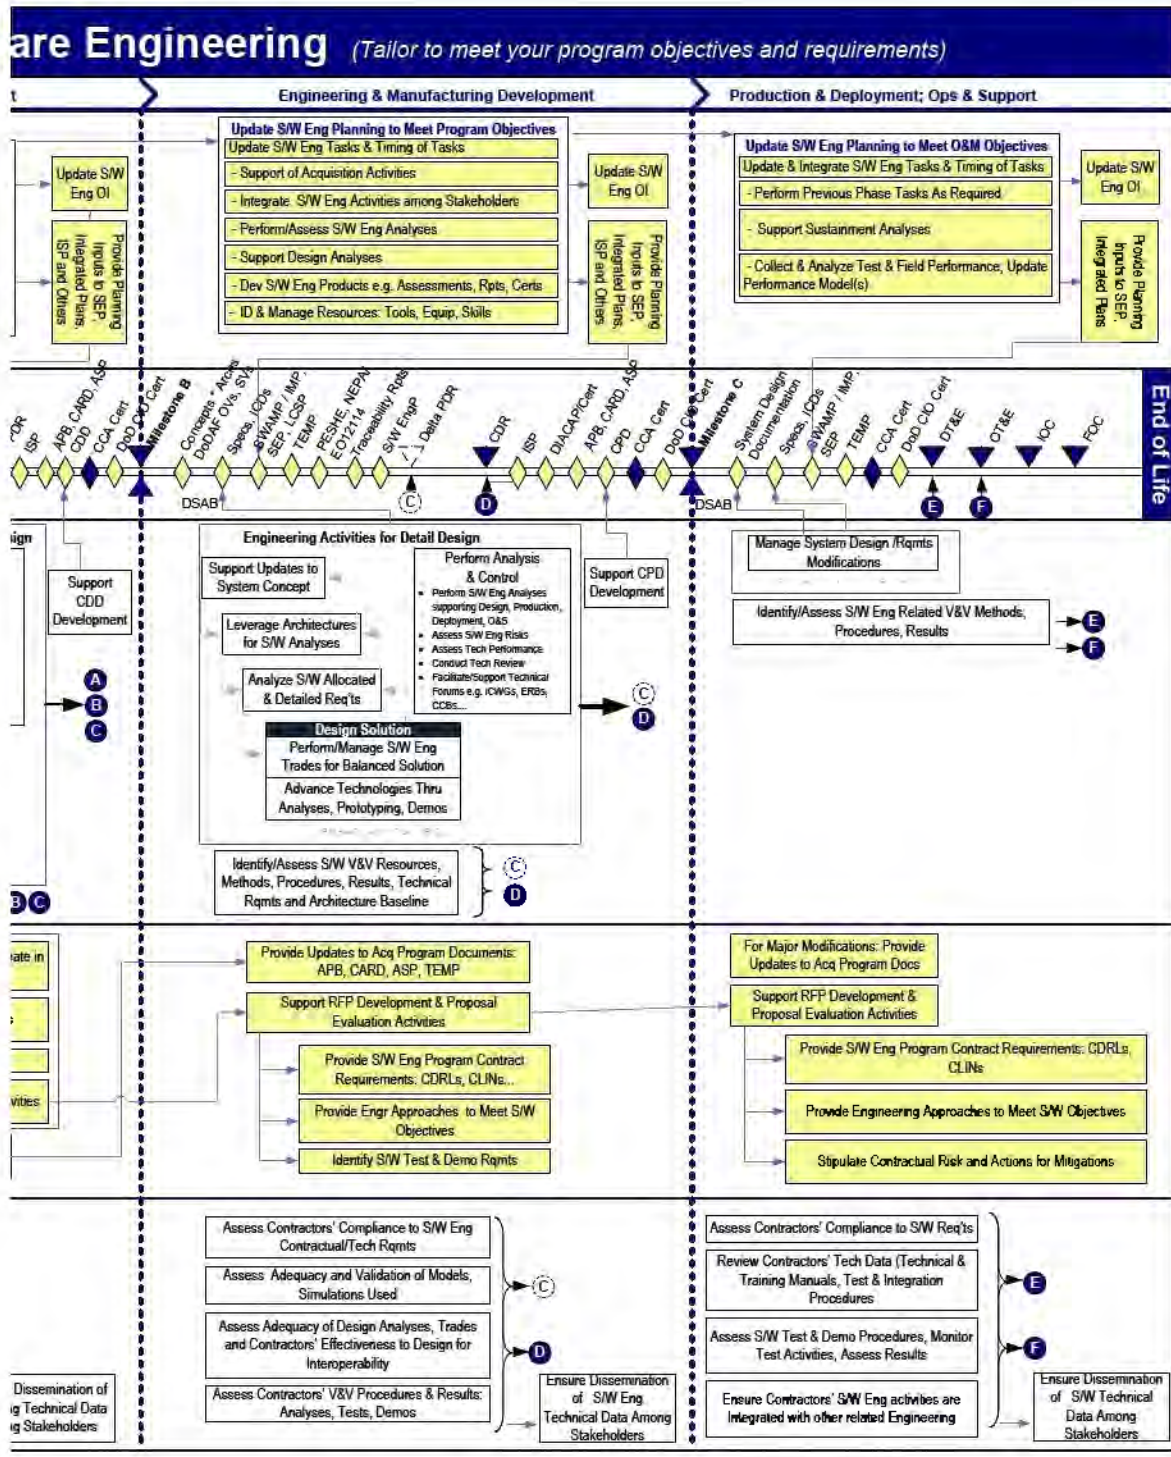 are Engineering (Tailor to meet your program objectives and requirements)
t
Engineering & Manufacturing Development
Production & Deployment; Ops & Support
Update S/W
Eng OI
Provide Planning
Inputs to SEP,
Integrated Plans,
ISP and Others
Update S/W Eng Planning to Meet Program Objectives
Update S/W Eng Tasks & Timing of Tasks
- Support of Acquisition Activities
- Integrate S/W Eng Activities among Stakeholders
- Perform/Assess S/W Eng Analyses
- Support Design Analyses
- Dev S/W Eng Products e.g. Assessments, Rpts, Certs
- ID & Manage Resources: Tools, Equip, Skills
Update S/W
Eng OI
Provide Planning
Inputs to SEP,
Integrated Plans,
ISP and Others
Update S/W Eng Planning to Meet O&M Objectives
Update & Integrate S/W Eng Tasks & Timing of Tasks
- Perform Previous Phase Tasks As Required
- Support Sustainment Analyses
- Collect & Analyze Test & Field Performance; Update
Performance Model(s)
Update S/W
Eng OI
Provide Planning
Inputs to SEP,
Integrated Plans
PDR
ISP
APB, CARD, ASP
CDD
CCA Cert
DoD CIO Cert
Milestone B
Concepts * Archs
DoDAF OVs, SVs
Specs, ICDs
SWAMP / IMP,
SEP, LCSP
TEMP
PESHE, NEPA/
EO12114
Traceability Rpts
S/W EngP
Delta PDR
CDR
ISP
DIACAP/Cert
APB, CARD, ASP
CPD
CCA Cert
DoD CIO Cert
Milestone C
System Design
Documentation
Specs, ICDs
SWAMP / IMP,
SEP
TEMP
CCA Cert
DoD CIO Cert
DT&E
OT&E
IOC
FOC
End of Life
DSAB
C
D
DSAB
E
F
sign
Support
CDD
Development
A
B
C
B C
Engineering Activities for Detail Design
Support Updates to
System Concept
Leverage Architectures
for S/W Analyses
Analyze S/W Allocated
& Detailed Req'ts
Design Solution
Perform/Manage S/W Eng
Trades for Balanced Solution
Advance Technologies Thru
Analyses, Prototyping, Demos
Perform Analysis
& Control
• Perform S/W Eng Analyses
supporting Design, Production,
Deployment, O&S
• Assess S/W Eng Risks
• Assess Tech Performance
• Conduct Tech Review
• Facilitate/Support Technical
Forums e.g. ICWGs, ERBs,
CCBs...
Support CPD
Development
C
D
Identify/Assess S/W V&V Resources,
Methods, Procedures, Results, Technical
Rqmts and Architecture Baseline
C
D
Manage System Design /Rqmts
Modifications
Identify/Assess S/W Eng Related V&V Methods,
Procedures, Results
E
F
ate in
s
vities
Provide Updates to Acq Program Documents:
APB, CARD, ASP, TEMP
Support RFP Development & Proposal
Evaluation Activities
Provide S/W Eng Program Contract
Requirements: CDRLs, CLINs...
Provide Engr Approaches to Meet S/W
Objectives
Identify S/W Test & Demo Rqmts
For Major Modifications: Provide
Updates to Acq Program Docs
Support RFP Development &
Proposal Evaluation Activities
Provide S/W Eng Program Contract Requirements: CDRLs,
CLINs
Provide Engineering Approaches to Meet S/W Objectives
Stipulate Contractual Risk and Actions for Mitigations
Dissemination of
g Technical Data
g Stakeholders
Assess Contractors' Compliance to S/W Eng
Contractual/Tech Rqmts
Assess Adequacy and Validation of Models,
Simulations Used
Assess Adequacy of Design Analyses, Trades
and Contractors' Effectiveness to Design for
Interoperability
Assess Contractors' V&V Procedures & Results:
Analyses, Tests, Demos
C
D
Ensure Dissemination
of S/W Eng
Technical Data Among
Stakeholders
Assess Contractors' Compliance to S/W Req'ts
Review Contractors' Tech Data (Technical &
Training Manuals, Test & Integration
Procedures
Assess S/W Test & Demo Procedures, Monitor
Test Activities, Assess Results
Ensure Contractors' S/W Eng activities are
Integrated with other related Engineering
E
F
Ensure Dissemination
of S/W Technical
Data Among
Stakeholders